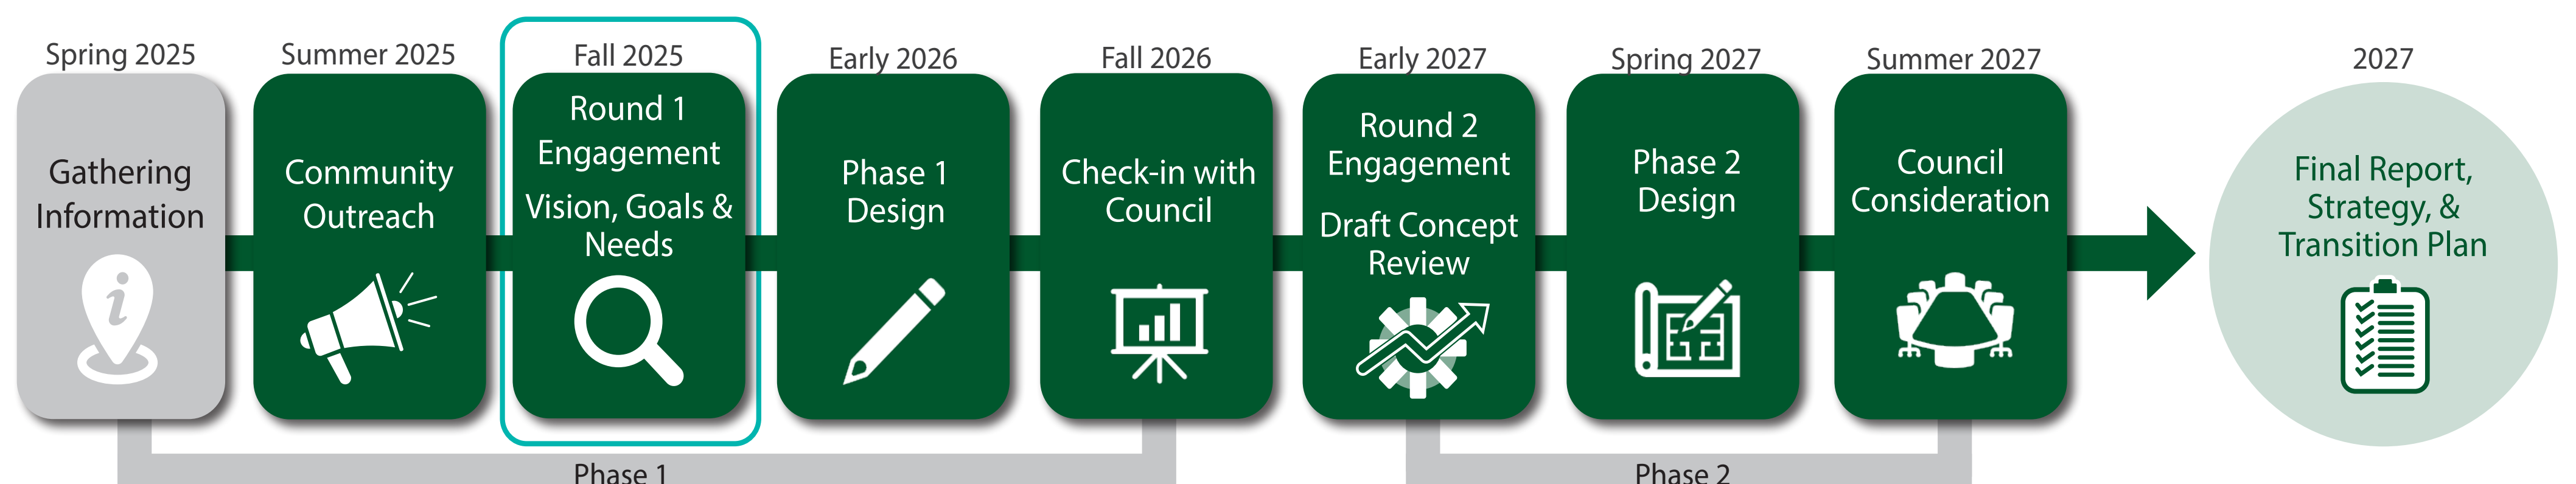 Spring 2025
Gathering
Information
Summer 2025
Community
Outreach
Fall 2025
Round 1
Engagement
Vision, Goals &
Needs
Early 2026
Phase 1
Design
Fall 2026
Check-in with
Council
Early 2027
Round 2
Engagement
Draft Concept
Review
Spring 2027
Phase 2
Design
Summer 2027
Council
Consideration
2027
Final Report,
Strategy, &
Transition Plan
Phase 1
Phase 2